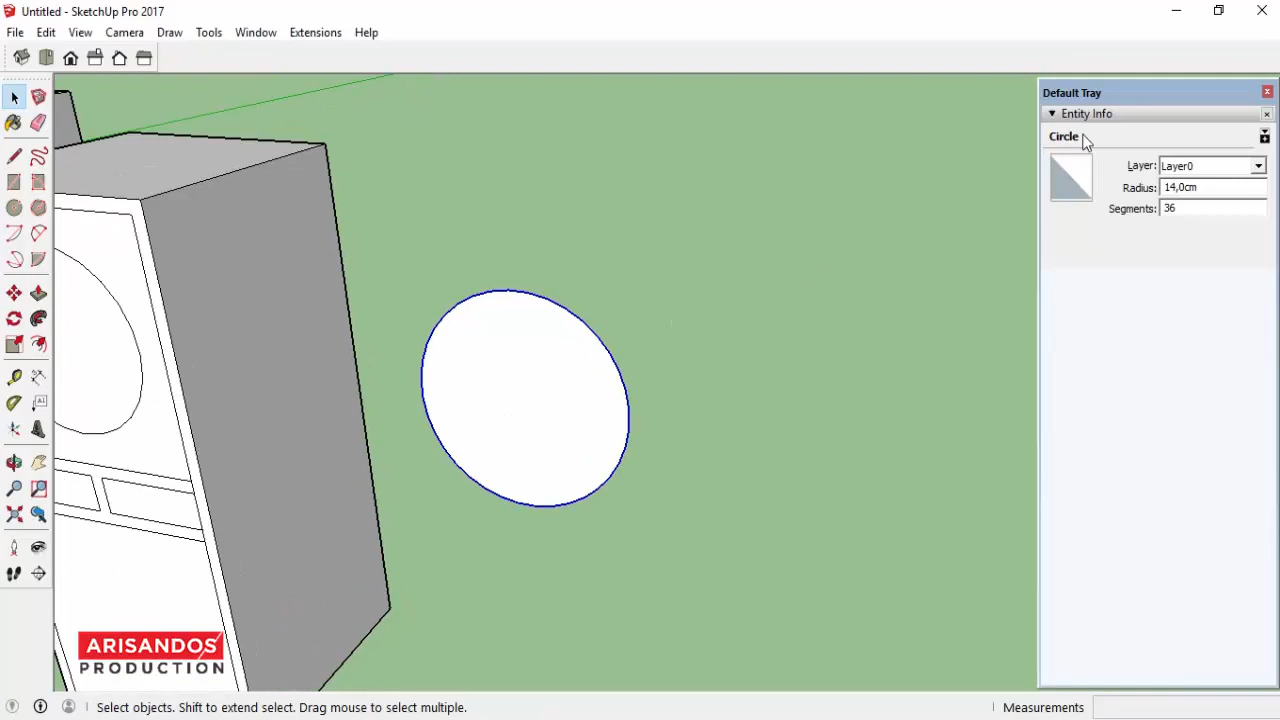 Untitled - SketchUp Pro 2017
File Edit View Camera Draw Tools Window Extensions Help
Default Tray
Entity Info
Circle
Layer: Layer0
Radius: 14,0cm
Segments: 36
A1
ARISANDOS
PRODUCTION
Select objects. Shift to extend select. Drag mouse to select multiple.
Measurements